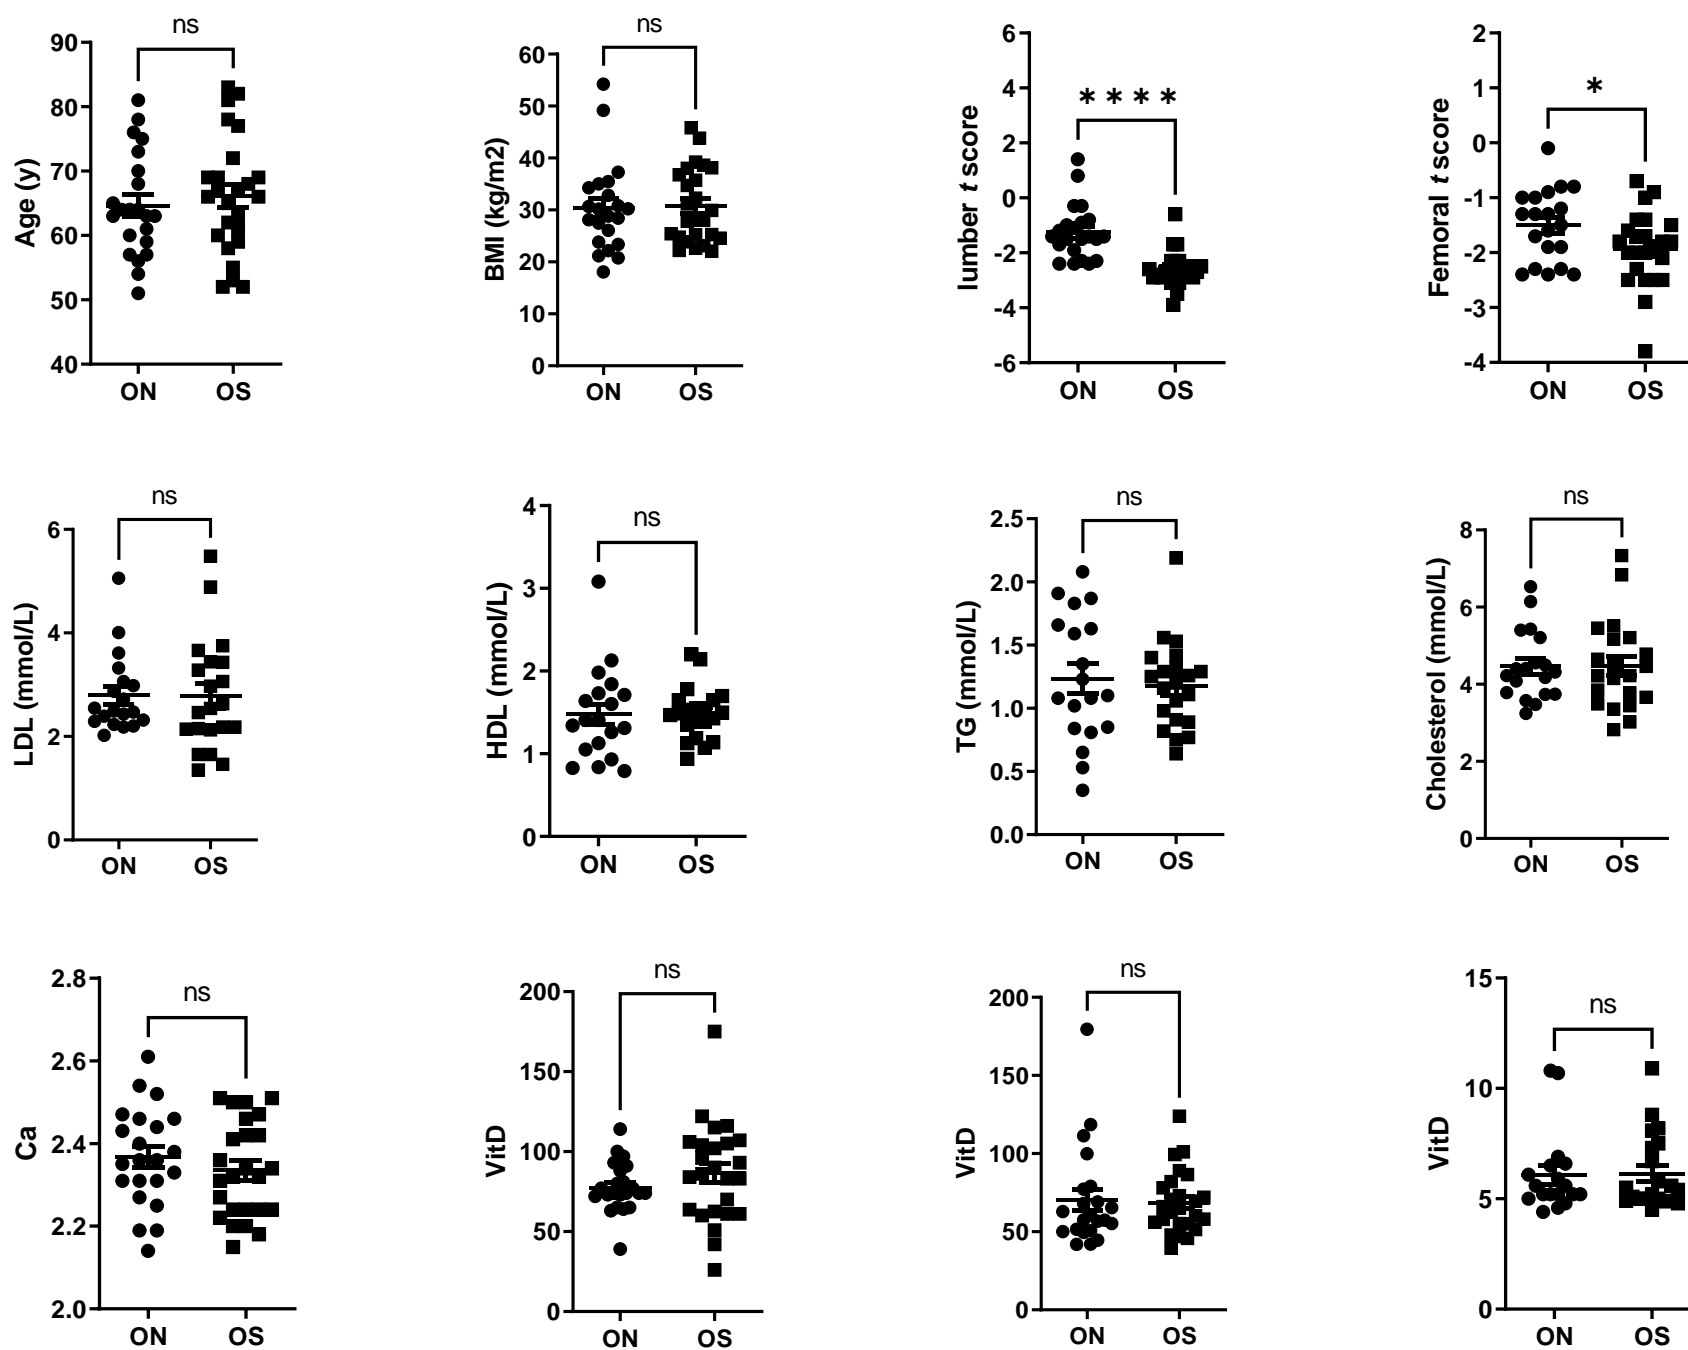 ns
90
80
70
60
50
40
Age (y)
ON OS
ns
60
50
40
30
20
10
0
BMI (kg/m2)
ON OS
****
6
4
2
0
-2
-4
-6
lumber t score
ON OS
*
2
1
0
-1
-2
-3
-4
Femoral t score
ON OS
ns
6
4
2
0
LDL (mmol/L)
ON OS
ns
4
3
2
1
0
HDL (mmol/L)
ON OS
ns
2.5
2.0
1.5
1.0
0.5
0.0
TG (mmol/L)
ON OS
ns
8
6
4
2
0
Cholesterol (mmol/L)
ON OS
ns
2.8
2.6
2.4
2.2
2.0
Ca
ON OS
ns
200
150
100
50
0
VitD
ON OS
ns
200
150
100
50
0
VitD
ON OS
ns
15
10
5
0
VitD
ON OS